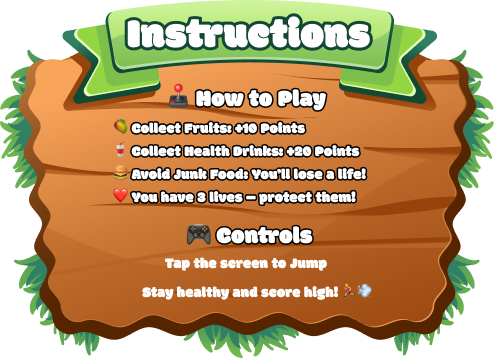 Instructions
🕹️ How to Play
🥭 Collect Fruits: +10 Points
🥤 Collect Health Drinks: +20 Points
🍔 Avoid Junk Food: You'll lose a life!
❤️ You have 3 lives – protect them!
🎮 Controls
Tap the screen to Jump
Stay healthy and score high! 🏃💨